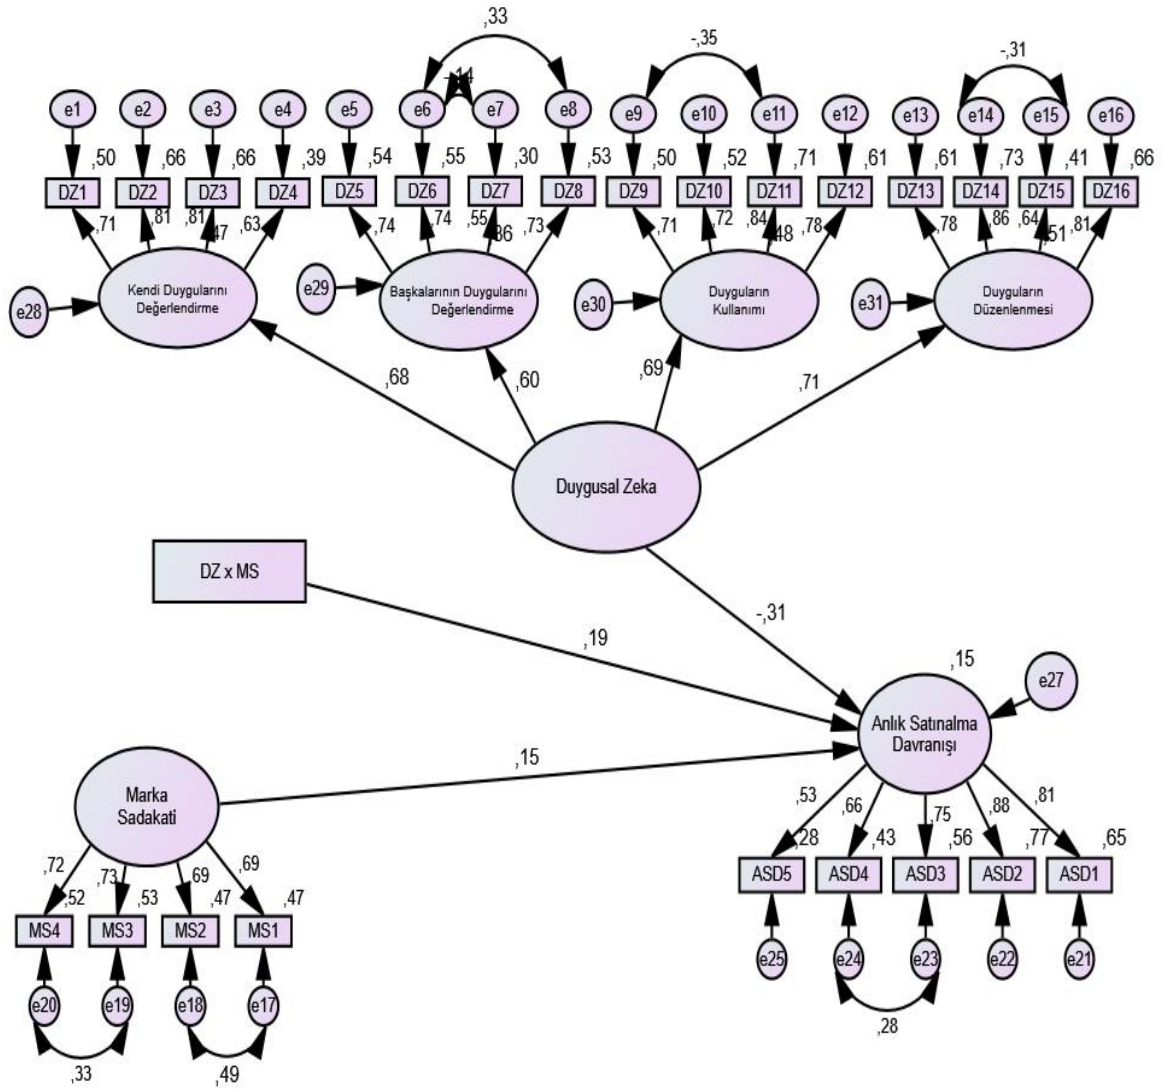 ,33
-,35
-,31
-,14
e1 e2 e3 e4 e5 e6 e7 e8 e9 e10 e11 e12 e13 e14 e15 e16
,50 ,66 ,66 ,39 ,54 ,55 ,30 ,53 ,50 ,52 ,71 ,61 ,61 ,73 ,41 ,66
DZ1 DZ2 DZ3 DZ4 DZ5 DZ6 DZ7 DZ8 DZ9 DZ10 DZ11 DZ12 DZ13 DZ14 DZ15 DZ16
,71 ,81 ,81 ,47 ,63 ,74 ,74 ,55 ,36 ,73 ,71 ,72 ,84 ,48 ,78 ,78 ,86 ,64 ,51 ,81
e28
Kendi Duygularını
Değerlendirme
e29
Başkalarının Duygularını
Değerlendirme
e30
Duyguların
Kullanımı
e31
Duyguların
Düzenlenmesi
,68
,60
,69
,71
Duygusal Zeka
DZ x MS
,19
-,31
,15
e27
Anlık Satınalma
Davranışı
,15
Marka
Sadakati
,53 ,66 ,75 ,88 ,81
,28 ,43 ,56 ,77 ,65
ASD5 ASD4 ASD3 ASD2 ASD1
,72 ,73 ,69 ,69
,52 ,53 ,47 ,47
MS4 MS3 MS2 MS1
e25 e24 e23 e22 e21
e20 e19 e18 e17
,28
,33
,49